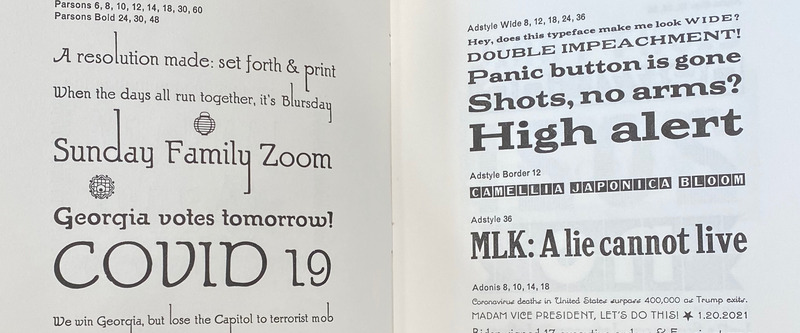 Parsons 6, 8, 10, 12, 14, 18, 30, 60
Parsons Bold 24, 30, 48
A resolution made: set forth & print
When the days all run together, it's Blursday
Sunday Family Zoom
Georgia votes tomorrow!
COVID 19
We win Georgia, but lose the Capitol to terrorist mob
Adstyle Wide 8, 12, 18, 24, 36
Hey, does this typeface make me look WIDE?
DOUBLE IMPEACHMENT!
Panic button is gone
Shots, no arms?
High alert
Adstyle Border 12
CAMELLIA JAPONICA BLOOM
Adstyle 36
MLK: A lie cannot live
Adonis 8, 10, 14, 18
Coronavirus deaths in United States surpass 400,000 as Trump exits.
MADAM VICE PRESIDENT, LET'S DO THIS! ★ 1.20.2021